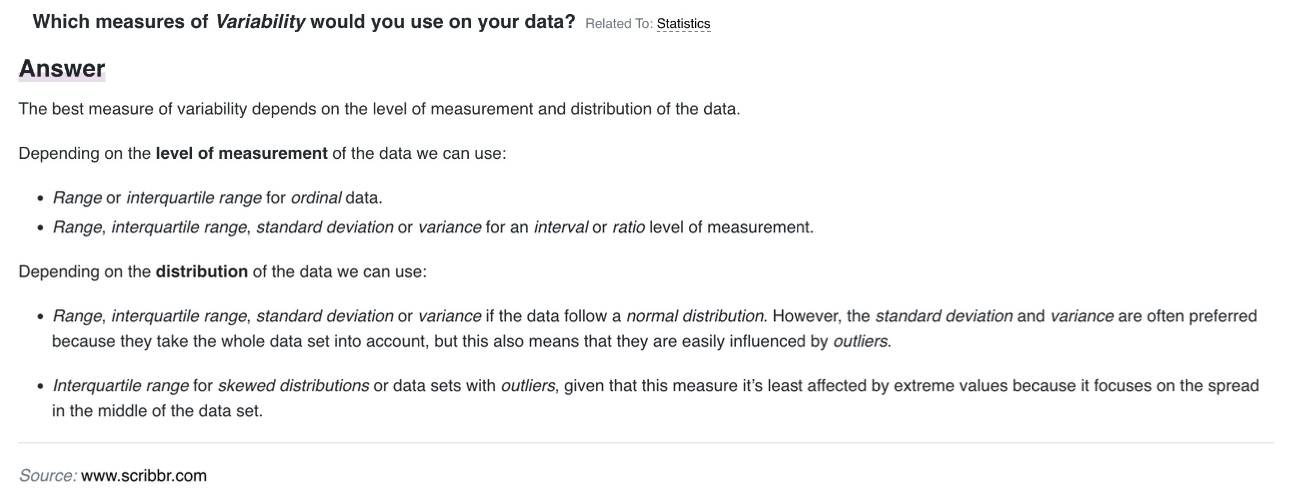 Which measures of Variability would you use on your data? Related To: Statistics
Answer
The best measure of variability depends on the level of measurement and distribution of the data.
Depending on the level of measurement of the data we can use:
• Range or interquartile range for ordinal data.
• Range, interquartile range, standard deviation or variance for an interval or ratio level of measurement.
Depending on the distribution of the data we can use:
• Range, interquartile range, standard deviation or variance if the data follow a normal distribution. However, the standard deviation and variance are often preferred
because they take the whole data set into account, but this also means that they are easily influenced by outliers.
• Interquartile range for skewed distributions or data sets with outliers, given that this measure it’s least affected by extreme values because it focuses on the spread
in the middle of the data set.
Source: www.scribbr.com